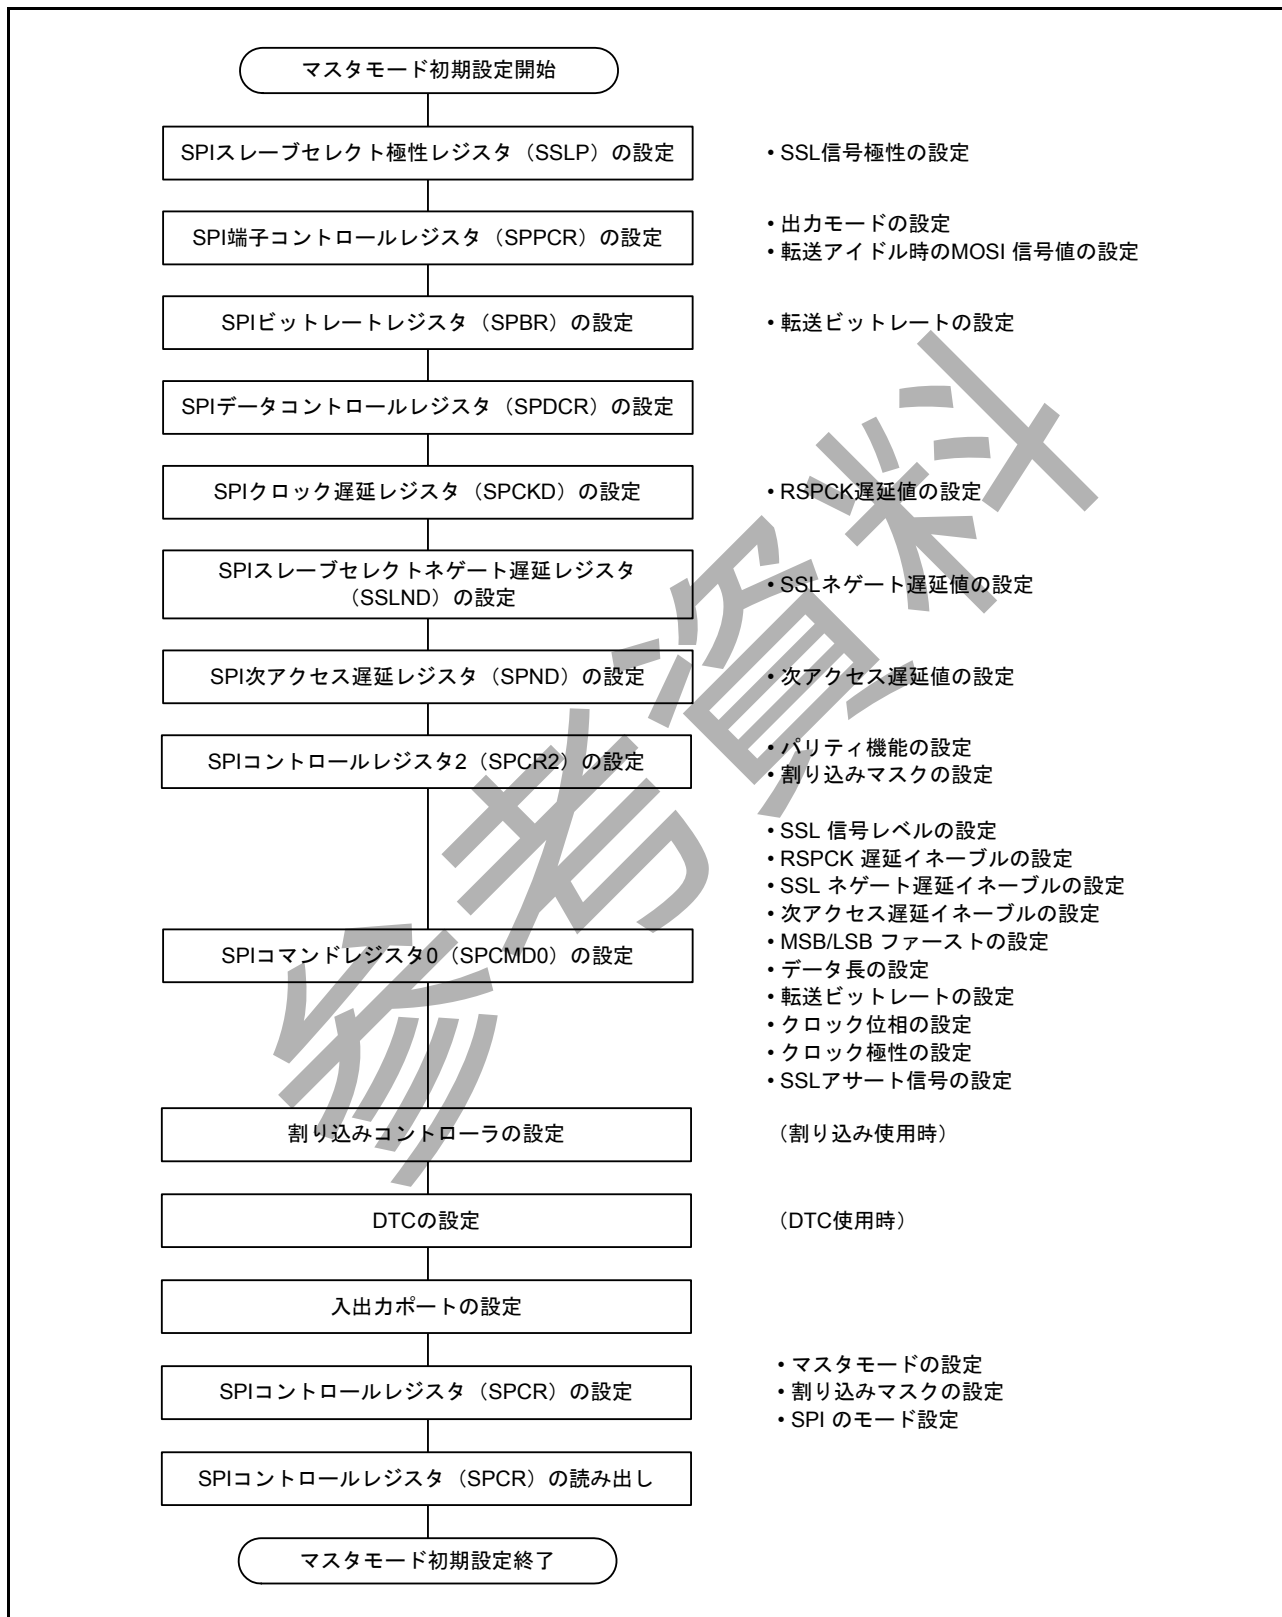 マスタモード初期設定開始
SPIスレーブセレクト極性レジスタ（SSLP）の設定
• SSL信号極性の設定
SPI端子コントロールレジスタ（SPPCR）の設定
• 出力モードの設定
• 転送アイドル時のMOSI 信号値の設定
SPIビットレートレジスタ（SPBR）の設定
• 転送ビットレートの設定
SPIデータコントロールレジスタ（SPDCR）の設定
SPIクロック遅延レジスタ（SPCKD）の設定
• RSPCK遅延値の設定
SPIスレーブセレクトネゲート遅延レジスタ
（SSLND）の設定
• SSLネゲート遅延値の設定
SPI次アクセス遅延レジスタ（SPND）の設定
• 次アクセス遅延値の設定
SPIコントロールレジスタ2（SPCR2）の設定
• パリティ機能の設定
• 割り込みマスクの設定
SPIコマンドレジスタ0（SPCMD0）の設定
• SSL 信号レベルの設定
• RSPCK 遅延イネーブルの設定
• SSL ネゲート遅延イネーブルの設定
• 次アクセス遅延イネーブルの設定
• MSB/LSB ファーストの設定
• データ長の設定
• 転送ビットレートの設定
• クロック位相の設定
• クロック極性の設定
• SSLアサート信号の設定
割り込みコントローラの設定
（割り込み使用時）
DTCの設定
（DTC使用時）
入出力ポートの設定
SPIコントロールレジスタ（SPCR）の設定
• マスタモードの設定
• 割り込みマスクの設定
• SPI のモード設定
SPIコントロールレジスタ（SPCR）の読み出し
マスタモード初期設定終了
参考資料